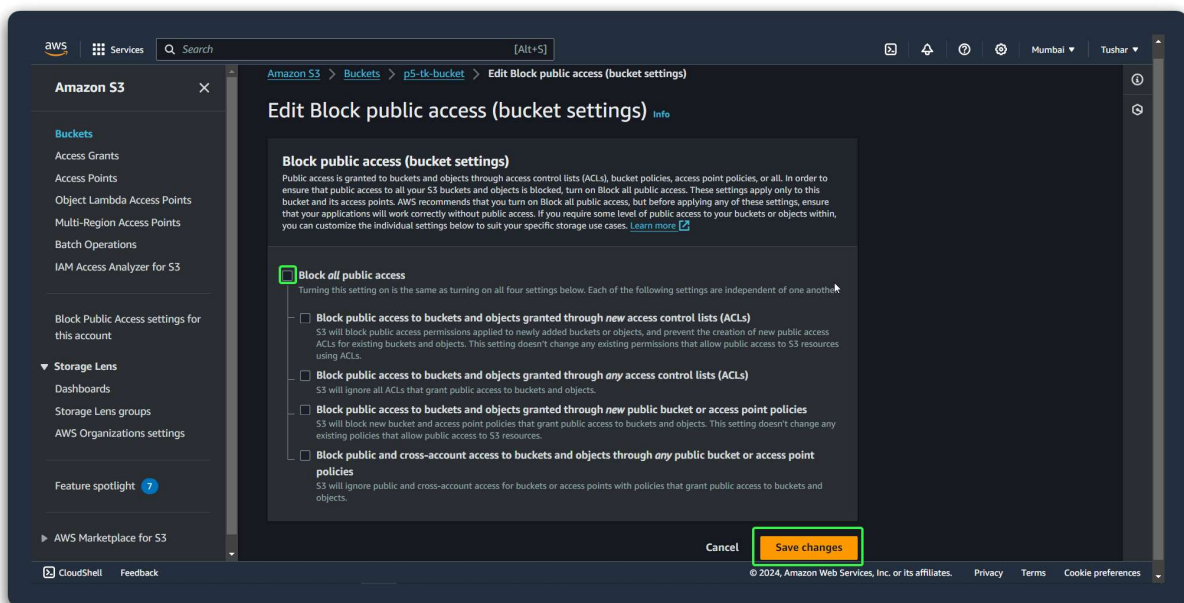 aws
Services
Search
[Alt+S]
Mumbai
Tushar
Amazon S3
Buckets
Access Grants
Access Points
Object Lambda Access Points
Multi-Region Access Points
Batch Operations
IAM Access Analyzer for S3
Block Public Access settings for
this account
Storage Lens
Dashboards
Storage Lens groups
AWS Organizations settings
Feature spotlight 7
AWS Marketplace for S3
Amazon S3 > Buckets > p5-tk-bucket > Edit Block public access (bucket settings)
Edit Block public access (bucket settings) Info
Block public access (bucket settings)
Public access is granted to buckets and objects through access control lists (ACLs), bucket policies, access point policies, or all. In order to
ensure that public access to all your S3 buckets and objects is blocked, turn on Block all public access. These settings apply only to this
bucket and its access points. AWS recommends that you turn on Block all public access, but before applying any of these settings, ensure
that your applications will work correctly without public access. If you require some level of public access to your buckets or objects within,
you can customize the individual settings below to suit your specific storage use cases. Learn more
Block all public access
Turning this setting on is the same as turning on all four settings below. Each of the following settings are independent of one another.
Block public access to buckets and objects granted through new access control lists (ACLs)
S3 will block public access permissions applied to newly added buckets or objects, and prevent the creation of new public access
ACLs for existing buckets and objects. This setting doesn't change any existing permissions that allow public access to S3 resources
using ACLs.
Block public access to buckets and objects granted through any access control lists (ACLs)
S3 will ignore all ACLs that grant public access to buckets and objects.
Block public access to buckets and objects granted through new public bucket or access point policies
S3 will block new bucket and access point policies that grant public access to buckets and objects. This setting doesn't change any
existing policies that allow public access to S3 resources.
Block public and cross-account access to buckets and objects through any public bucket or access point
policies
S3 will ignore public and cross-account access for buckets or access points with policies that grant public access to buckets and
objects.
Cancel
Save changes
CloudShell
Feedback
© 2024, Amazon Web Services, Inc. or its affiliates.
Privacy
Terms
Cookie preferences